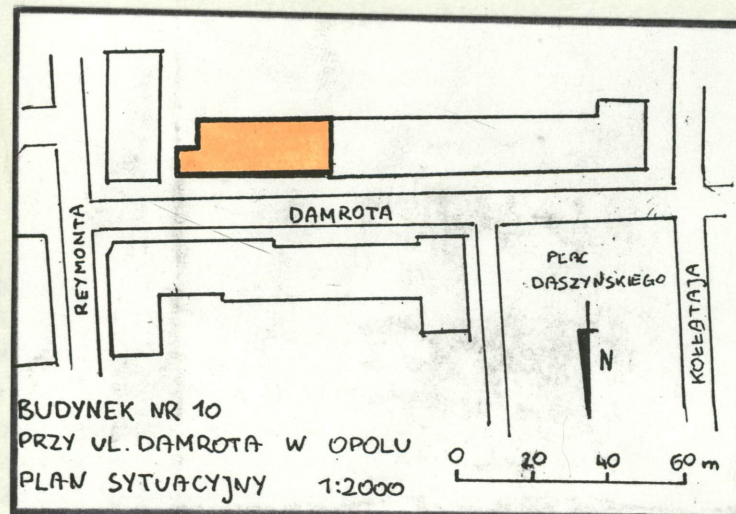 DAMROTA
REYMONTA
PLAC
DASZYŃSKIEGO
KOŁŁĄTAJA
N
BUDYNEK NR 10
PRZY UL. DAMROTA W OPOLU
PLAN SYTUACYJNY 1:2000
0 20 40 60 m